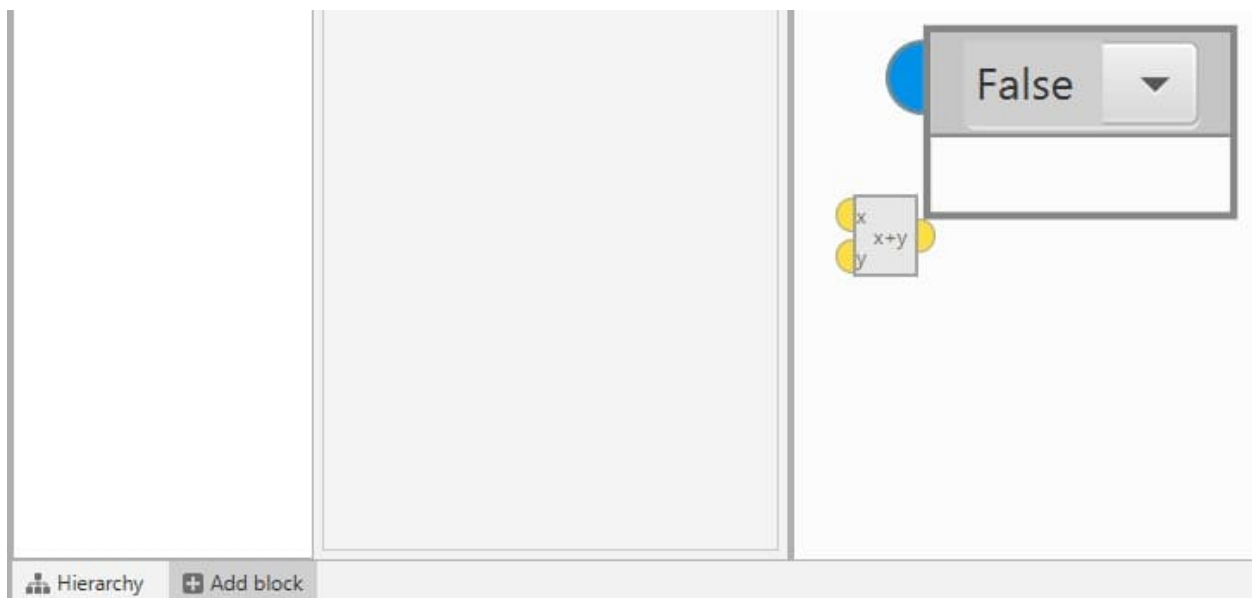 False
x
x+y
y
Hierarchy
Add block